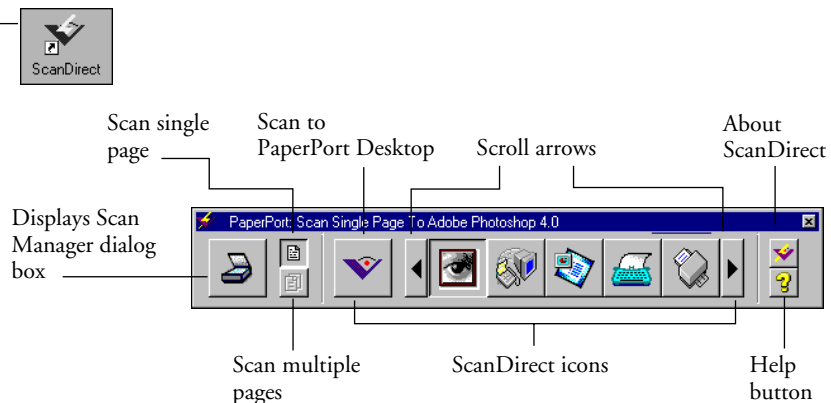 ScanDirect
Scan single
page
Scan to
PaperPort Desktop
Scroll arrows
About
ScanDirect
Displays Scan
Manager dialog
box
PaperPort: Scan Single Page To Adobe Photoshop 4.0
Scan multiple
pages
ScanDirect icons
Help
button